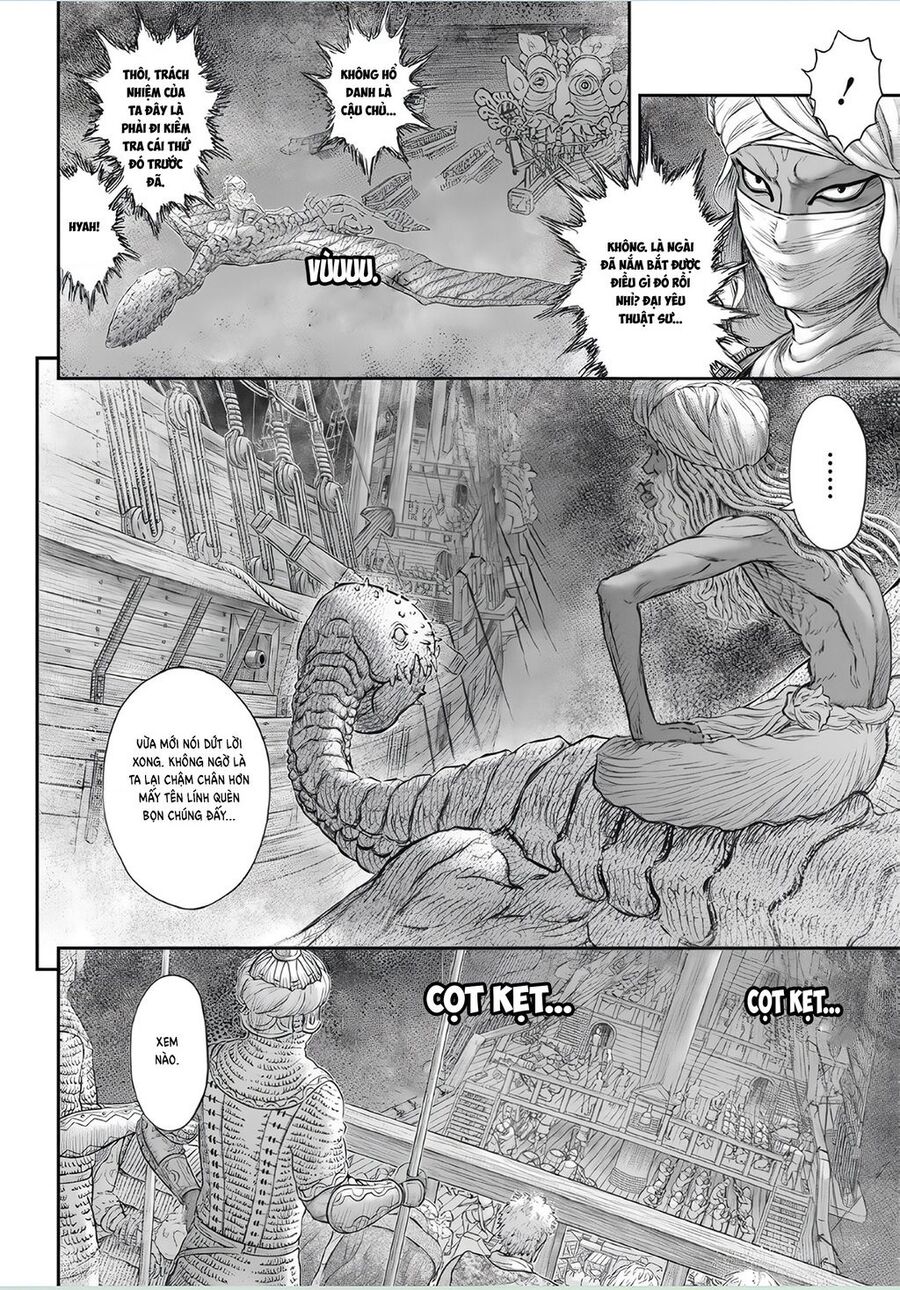 !
KHÔNG. LÀ NGÀI
ĐÃ NẮM BẮT ĐƯỢC
ĐIỀU GÌ ĐÓ RỒI
NHỈ? ĐẠI YÊU
THUẬT SƯ...
KHÔNG HỔ
DANH LÀ
CẬU CHỦ...
THÔI, TRÁCH
NHIỆM CỦA
TA ĐÂY LÀ
PHẢI ĐI KIỂM
TRA CÁI THỨ
ĐÓ TRƯỚC
ĐÃ.
HYAH!
VÙUUU.
......
VỪA MỚI NÓI DỨT LỜI
XONG. KHÔNG NGỜ LÀ
TA LẠI CHẬM CHÂN HƠN
MẤY TÊN LÍNH QUÈN
BỌN CHÚNG ĐẤY...
CỌT KẸT...
CỌT KẸT...
XEM
NÀO.